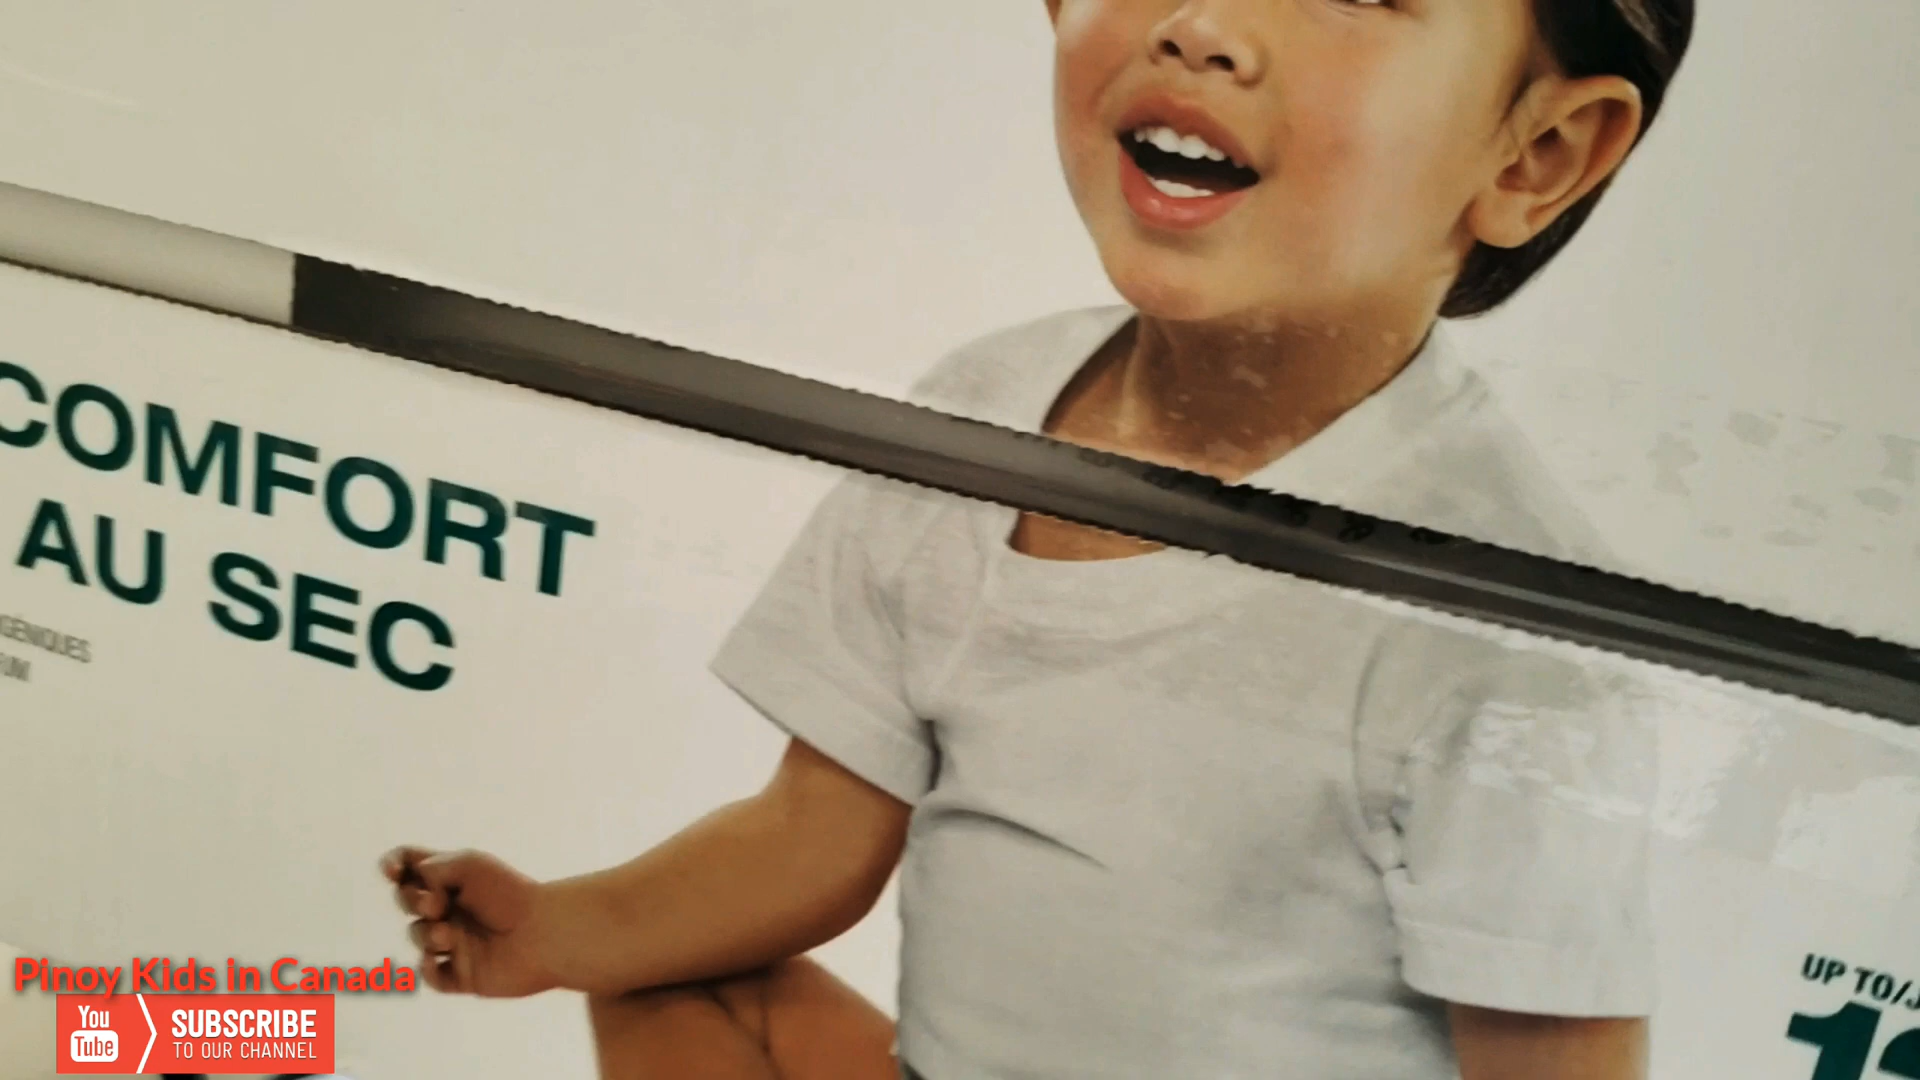 COMFORT
AU SEC
Pinoy Kids in Canada
You
Tube
SUBSCRIBE
TO OUR CHANNEL
UP TO/